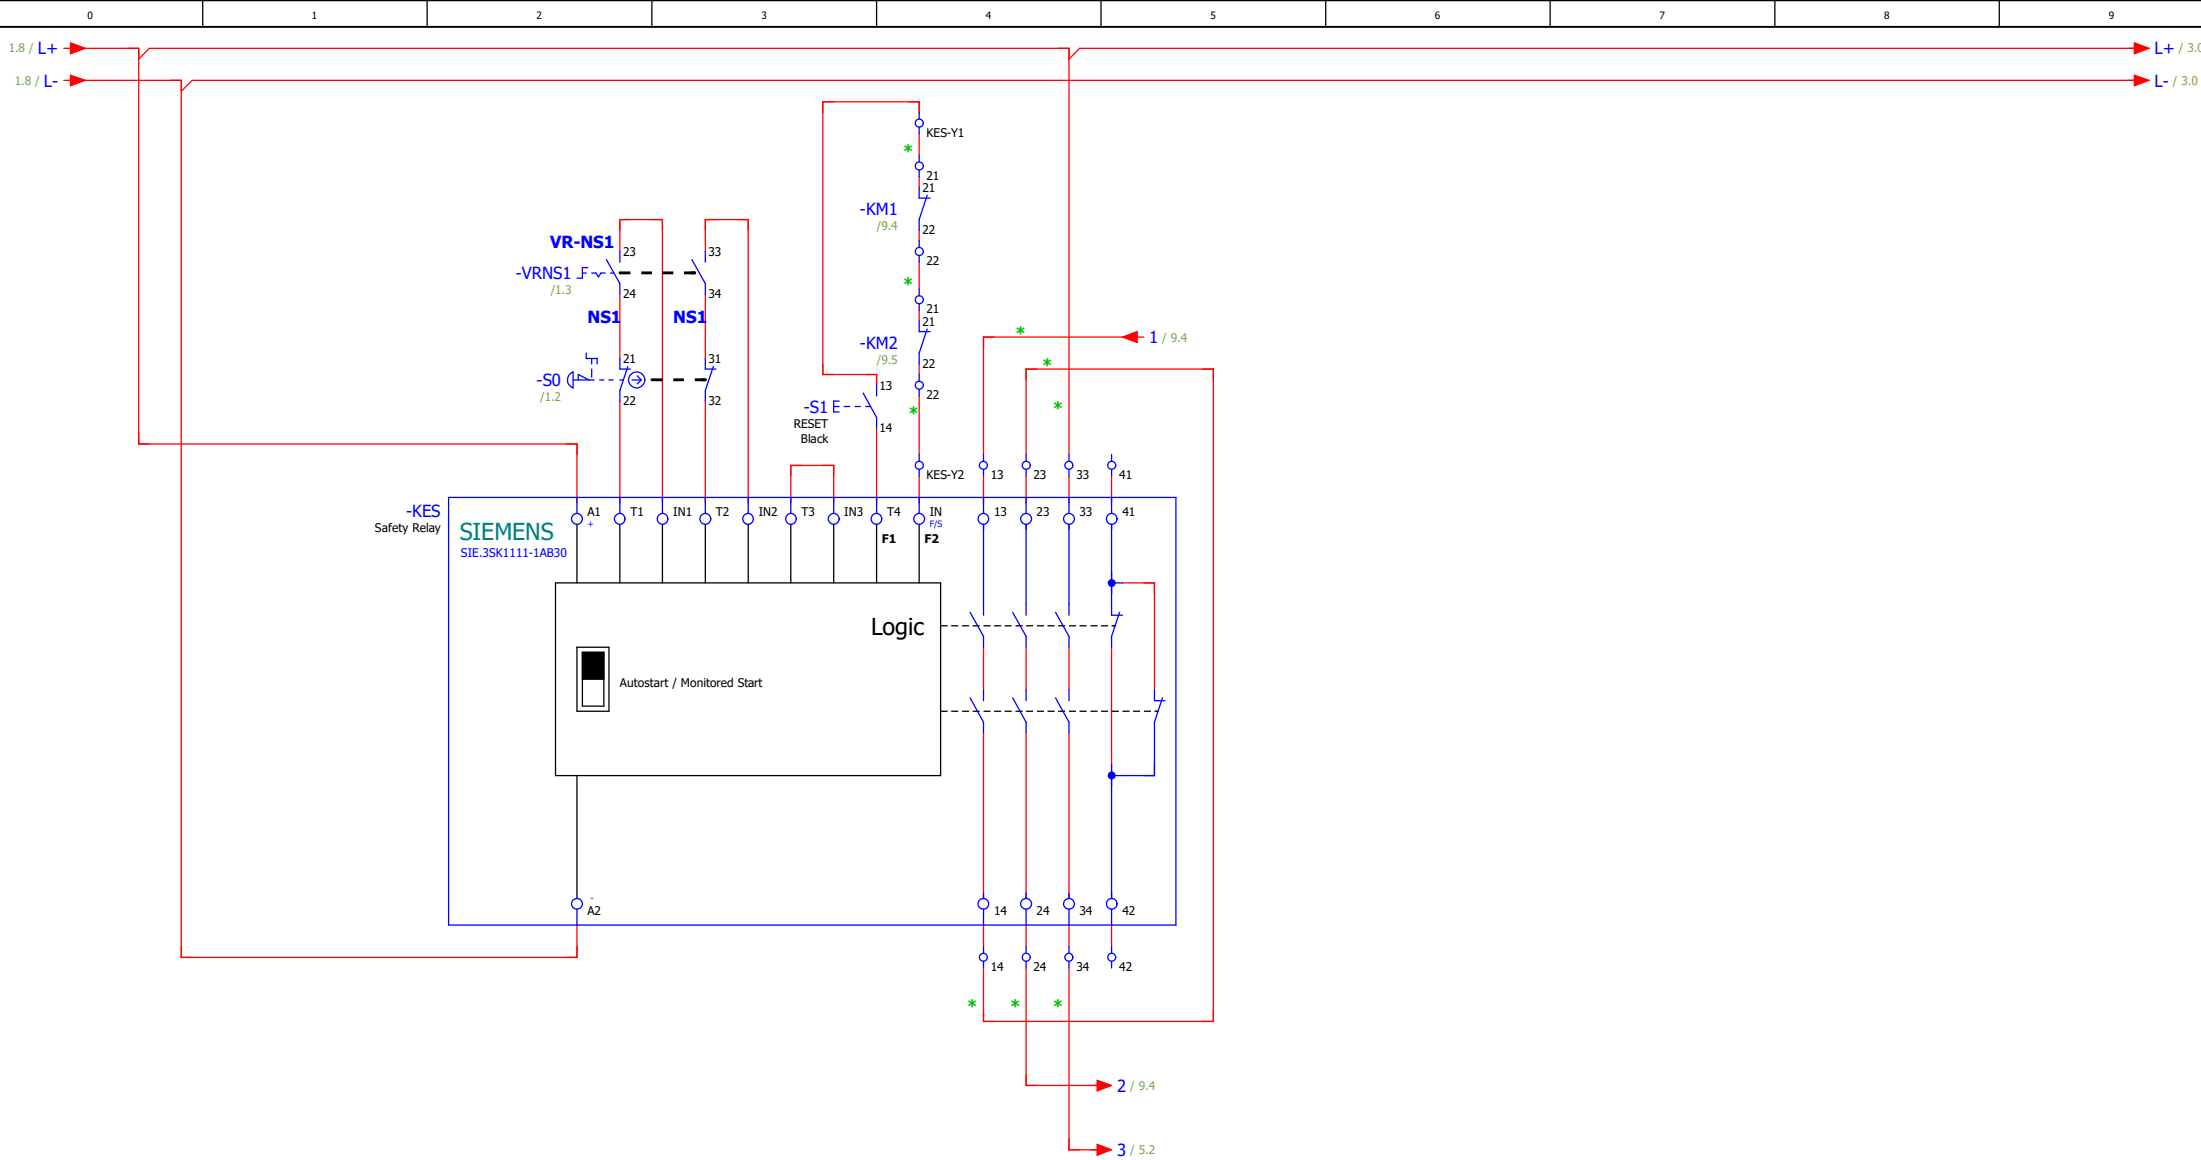 0 1 2 3 4 5 6 7 8 9
1.8 / L+
L+ / 3.0
1.8 / L-
L- / 3.0
KES-Y1
*
21
21
-KM1
/9.4
22
22
*
21
21
-KM2
/9.5
22
22
*
VR-NS1
23
33
-VRNS1
/1.3
24
34
NS1
NS1
21
31
-S0
/1.2
22
32
13
-S1
RESET
Black
14
*
1 / 9.4
*
*
KES-Y2
13
23
33
41
-KES
Safety Relay
SIEMENS
SIE.3SK1111-1AB30
A1
+
T1
IN1
T2
IN2
T3
IN3
T4
F1
IN
F/S
F2
13
23
33
41
Logic
Autostart / Monitored Start
-
A2
14
24
34
42
14
24
34
42
* * *
2 / 9.4
3 / 5.2